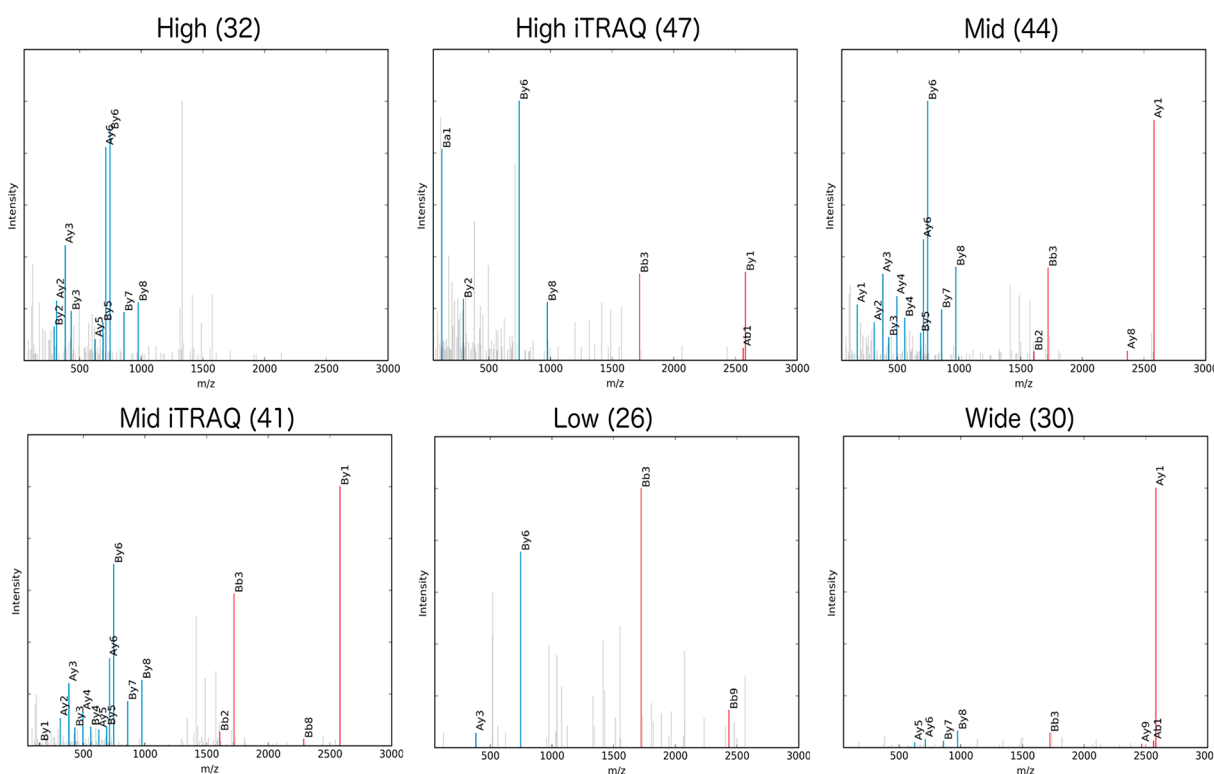 High (32)
High iTRAQ (47)
Mid (44)
Intensity
By2
Ay2
Ay3
By3
Ay5
By5
Ay6
By6
By7
By8
500 1000 1500 2000 2500 3000
m/z
Intensity
Ba1
By2
By6
By8
Bb3
Ab1
By1
500 1000 1500 2000 2500 3000
m/z
Intensity
Ay1
Ay2
Ay3
By3
Ay4
By4
By5
Ay6
By6
By7
By8
Bb2
Bb3
Ay8
Ay1
500 1000 1500 2000 2500 3000
m/z
Mid iTRAQ (41)
Low (26)
Wide (30)
Intensity
By1
Ay2
Ay3
By3
Ay4
By4
Ay5
By5
Ay6
By6
By7
By8
Bb2
Bb3
Bb8
By1
500 1000 1500 2000 2500 3000
m/z
Intensity
Ay3
By6
Bb3
Bb9
500 1000 1500 2000 2500 3000
m/z
Intensity
Ay5
Ay6
By7
By8
Bb3
Ay9
Ab1
Ay1
500 1000 1500 2000 2500 3000
m/z